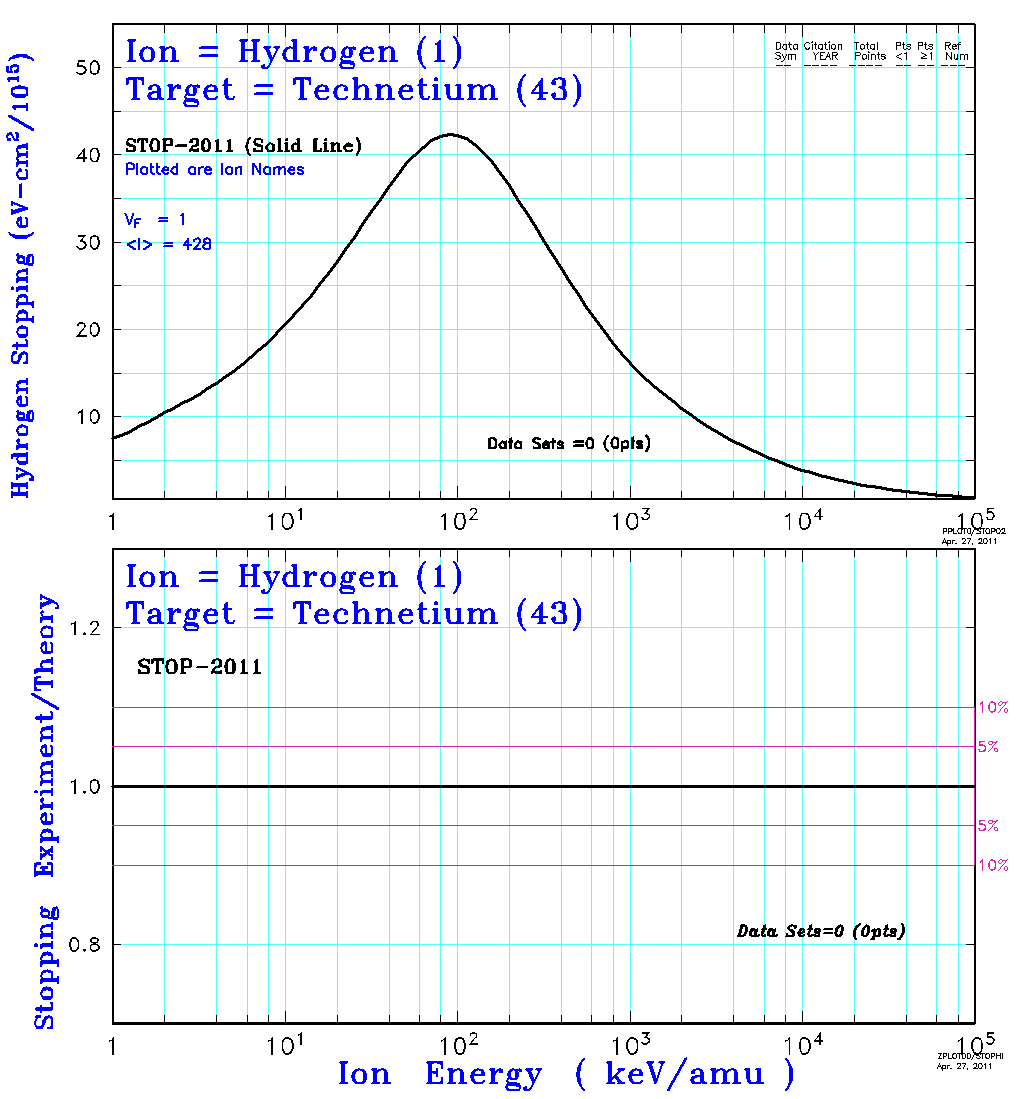 Ion = Hydrogen (1)
Target = Technetium (43)
Data Citation Total Pts Pts Ref
Sym YEAR Points <1 ≥1 Num
STOP-2011 (Solid Line)
Plotted are Ion Names
V_F = 1
<I> = 428
Hydrogen Stopping (eV-cm²/10¹⁵)
50
40
30
20
10
Data Sets =0 (0pts)
1 10¹ 10² 10³ 10⁴ 10⁵
PPLOT0/STOP02
Apr. 27, 2011
Ion = Hydrogen (1)
Target = Technetium (43)
STOP-2011
Stopping Experiment/Theory
1.2
1.0
0.8
10%
5%
5%
10%
Data Sets=0 (0pts)
1 10¹ 10² 10³ 10⁴ 10⁵
Ion Energy ( keV/amu )
ZPLOT0D/STOPHI
Apr. 27, 2011